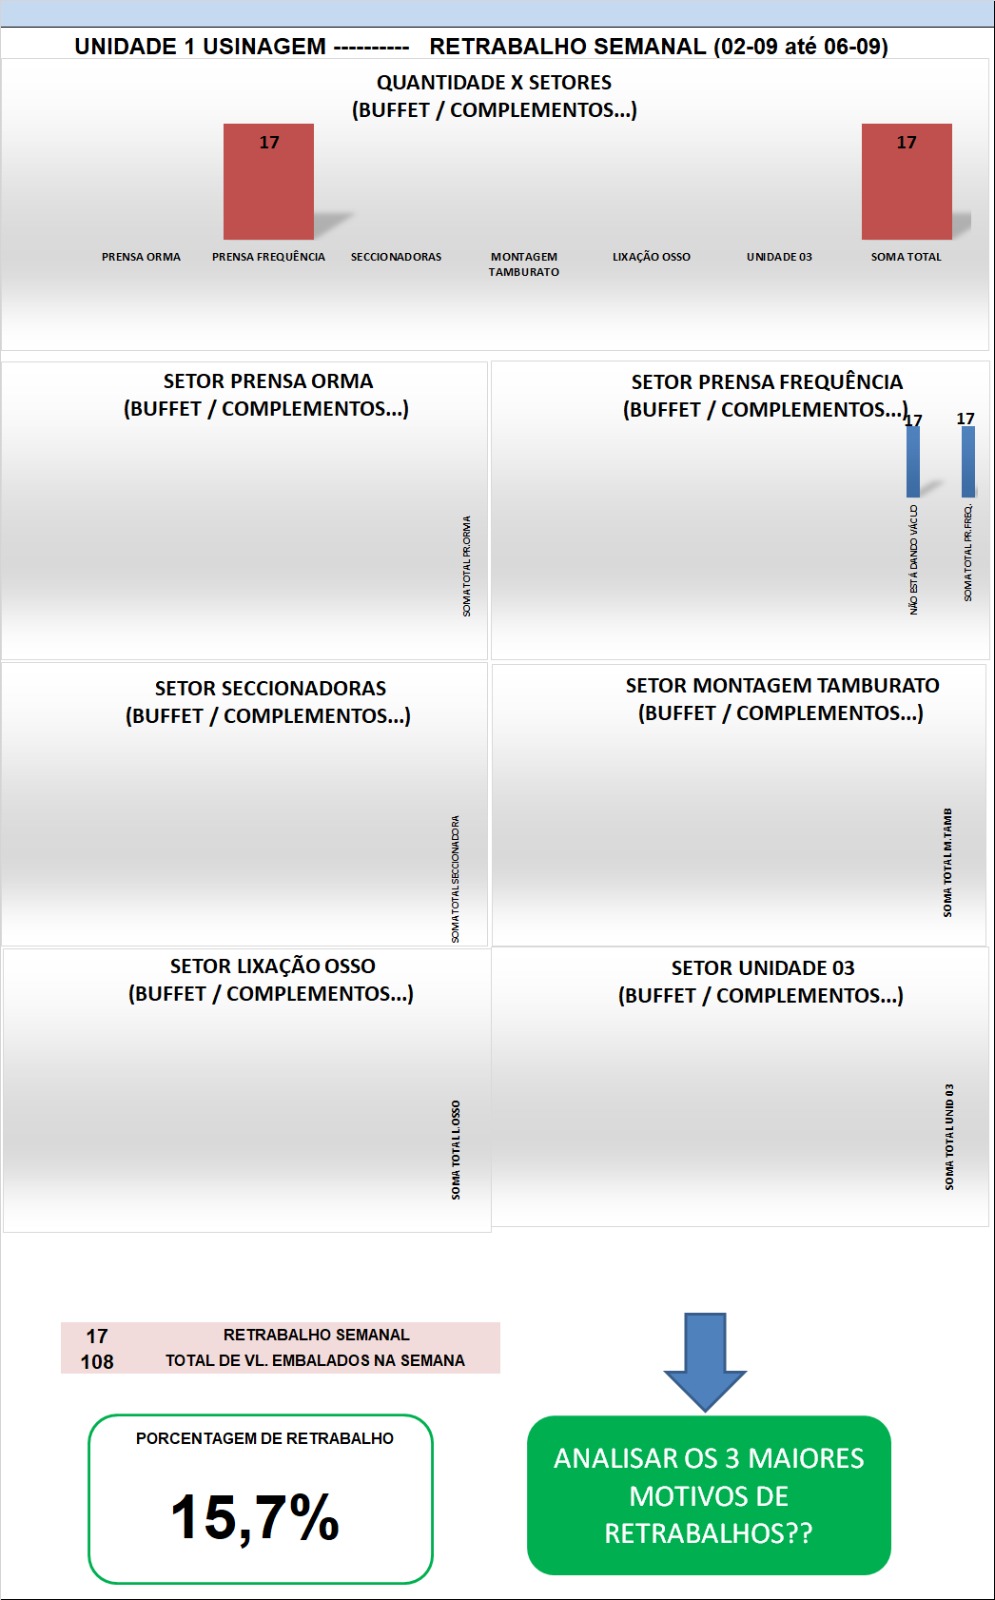 UNIDADE 1 USINAGEM ---------- RETRABALHO SEMANAL (02-09 até 06-09)
QUANTIDADE X SETORES
(BUFFET / COMPLEMENTOS...)
17
17
PRENSA ORMA
PRENSA FREQUÊNCIA
SECCIONADORAS
MONTAGEM
TAMBURATO
LIXAÇÃO OSSO
UNIDADE 03
SOMA TOTAL
SETOR PRENSA ORMA
(BUFFET / COMPLEMENTOS...)
SOMA TOTAL PR.ORMA
SETOR PRENSA FREQUÊNCIA
(BUFFET / COMPLEMENTOS...)
17
17
NÃO ESTÁ DANDO VÁCUO
SOMA TOTAL PR.FREQ.
SETOR SECCIONADORAS
(BUFFET / COMPLEMENTOS...)
SOMA TOTAL SECCIONADORA
SETOR MONTAGEM TAMBURATO
(BUFFET / COMPLEMENTOS...)
SOMA TOTAL M.TAMB
SETOR LIXAÇÃO OSSO
(BUFFET / COMPLEMENTOS...)
SOMA TOTAL L.OSSO
SETOR UNIDADE 03
(BUFFET / COMPLEMENTOS...)
SOMA TOTAL UNID 03
17 RETRABALHO SEMANAL
108 TOTAL DE VL. EMBALADOS NA SEMANA
PORCENTAGEM DE RETRABALHO
15,7%
ANALISAR OS 3 MAIORES
MOTIVOS DE
RETRABALHOS??